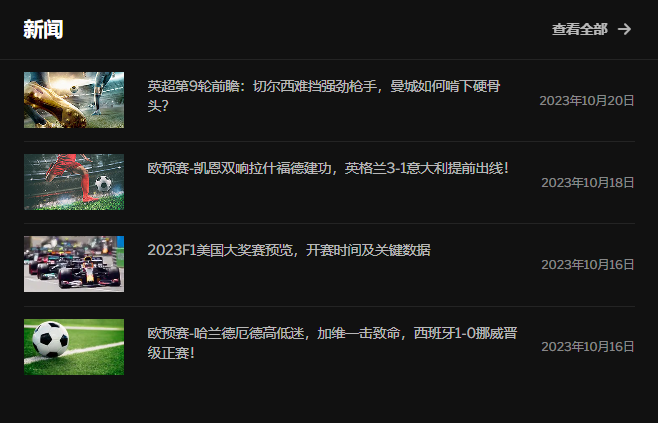 新闻
查看全部
英超第9轮前瞻：切尔西难挡强劲枪手，曼城如何啃下硬骨
头？
2023年10月20日
欧预赛-凯恩双响拉什福德建功，英格兰3-1意大利提前出线！
2023年10月18日
2023F1美国大奖赛预览，开赛时间及关键数据
2023年10月16日
欧预赛-哈兰德厄德高低迷，加维一击致命，西班牙1-0挪威晋
级正赛！
2023年10月16日